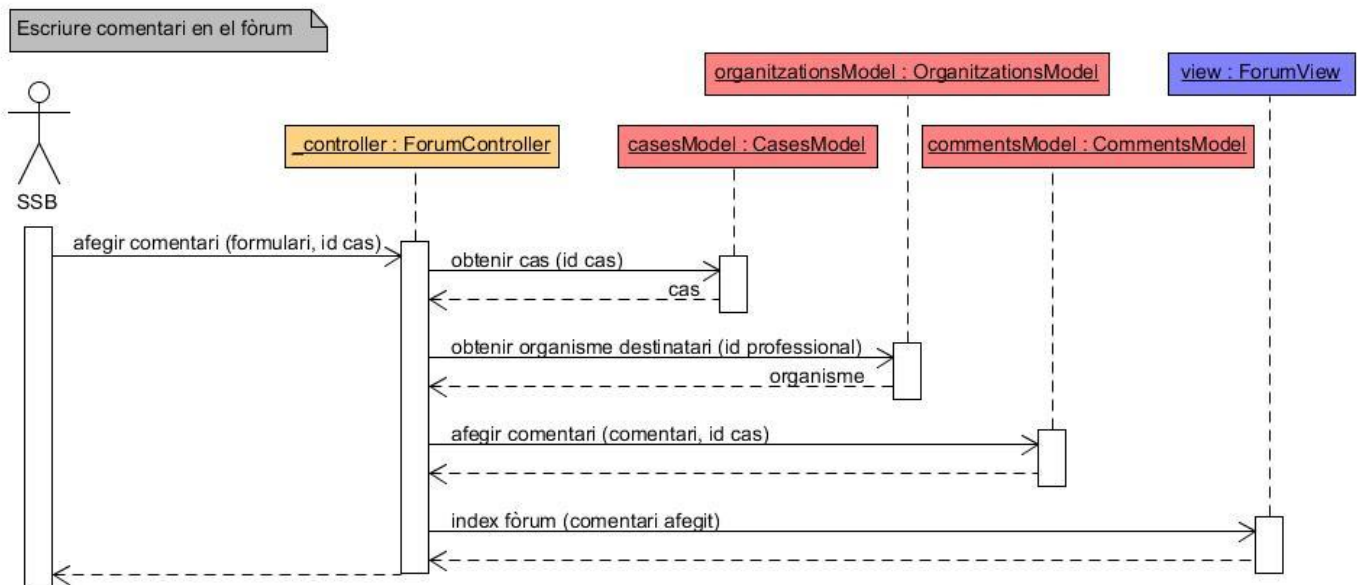 Escriure comentari en el fòrum
organitzationsModel : OrganitzationsModel
view : ForumView
_controller : ForumController
casesModel : CasesModel
commentsModel : CommentsModel
SSB
afegir comentari (formulari, id cas)
obtenir cas (id cas)
cas
obtenir organisme destinatari (id professional)
organisme
afegir comentari (comentari, id cas)
index fòrum (comentari afegit)